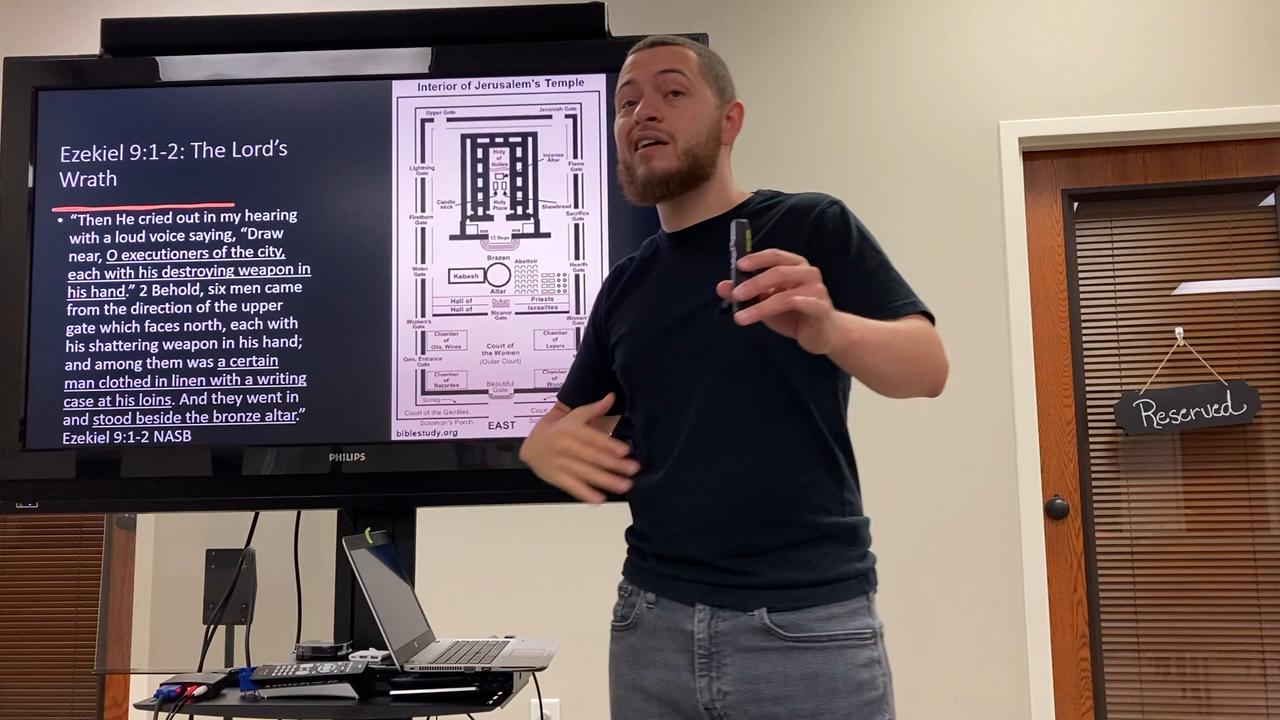 Ezekiel 9:1-2: The Lord's
Wrath
• "Then He cried out in my hearing
with a loud voice saying, "Draw
near, O executioners of the city,
each with his destroying weapon in
his hand." 2 Behold, six men came
from the direction of the upper
gate which faces north, each with
his shattering weapon in his hand;
and among them was a certain
man clothed in linen with a writing
case at his loins. And they went in
and stood beside the bronze altar."
Ezekiel 9:1-2 NASB
Interior of Jerusalem's Temple
Upper Gate
Jeconiah Gate
Holy
of
Holies
Incense
Altar
Lightning
Gate
Flame
Gate
Candle
stick
Holy
Place
Shewbread
Firstborn
Gate
Sacrifice
Gate
12 Steps
Water
Gate
Kebesh
Brazen
Altar
Abattoir
Hearth
Gate
Hall of
Dukan
Priests
Hall of
Nicanor
Gate
Israelites
Women's
Gate
Women
Gate
Chamber
of
Oils, Wines
Chamber
of
Lepers
Court of
the Women
(Outer Court)
Gen. Entrance
Gate
Chamber
of
Nazarites
Beautiful
Gate
Chamber
of
Soreg
Court of the Gentiles
Court
Solomon's Porch
EAST
biblestudy.org
PHILIPS
Reserved